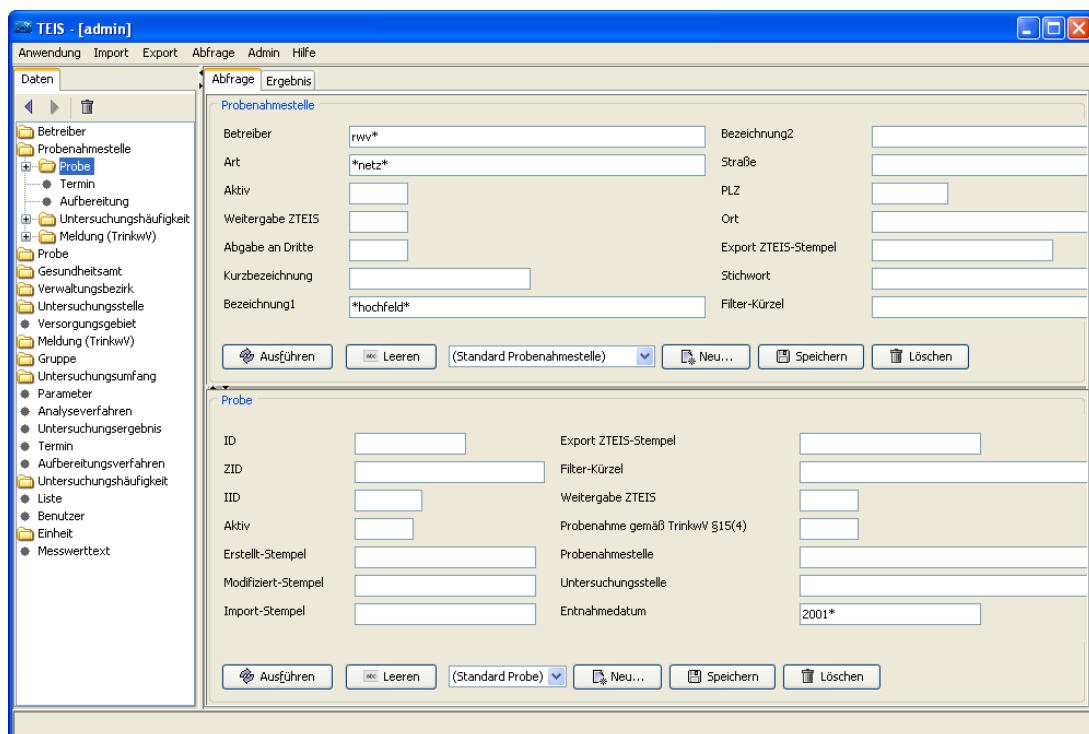 TEIS - [admin]
Anwendung Import Export Abfrage Admin Hilfe
Daten
Betreiber
Probenahmestelle
Probe
Termin
Aufbereitung
Untersuchungshäufigkeit
Meldung (TrinkwV)
Probe
Gesundheitsamt
Verwaltungsbezirk
Untersuchungsstelle
Versorgungsgebiet
Meldung (TrinkwV)
Gruppe
Untersuchungsumfang
Parameter
Analyseverfahren
Untersuchungsergebnis
Termin
Aufbereitungsverfahren
Untersuchungshäufigkeit
Liste
Benutzer
Einheit
Messwerttext
Abfrage Ergebnis
Probenahmestelle
Betreiber rwv* Bezeichnung2
Art *netz* Straße
Aktiv PLZ
Weitergabe ZTEIS Ort
Abgabe an Dritte Export ZTEIS-Stempel
Kurzbezeichnung Stichwort
Bezeichnung1 *hochfeld* Filter-Kürzel
Ausführen abc Leeren (Standard Probenahmestelle) Neu... Speichern Löschen
Probe
ID Export ZTEIS-Stempel
ZID Filter-Kürzel
IID Weitergabe ZTEIS
Aktiv Probenahme gemäß TrinkwV §15(4)
Erstellt-Stempel Probenahmestelle
Modifiziert-Stempel Untersuchungsstelle
Import-Stempel Entnahmedatum 2001*
Ausführen abc Leeren (Standard Probe) Neu... Speichern Löschen